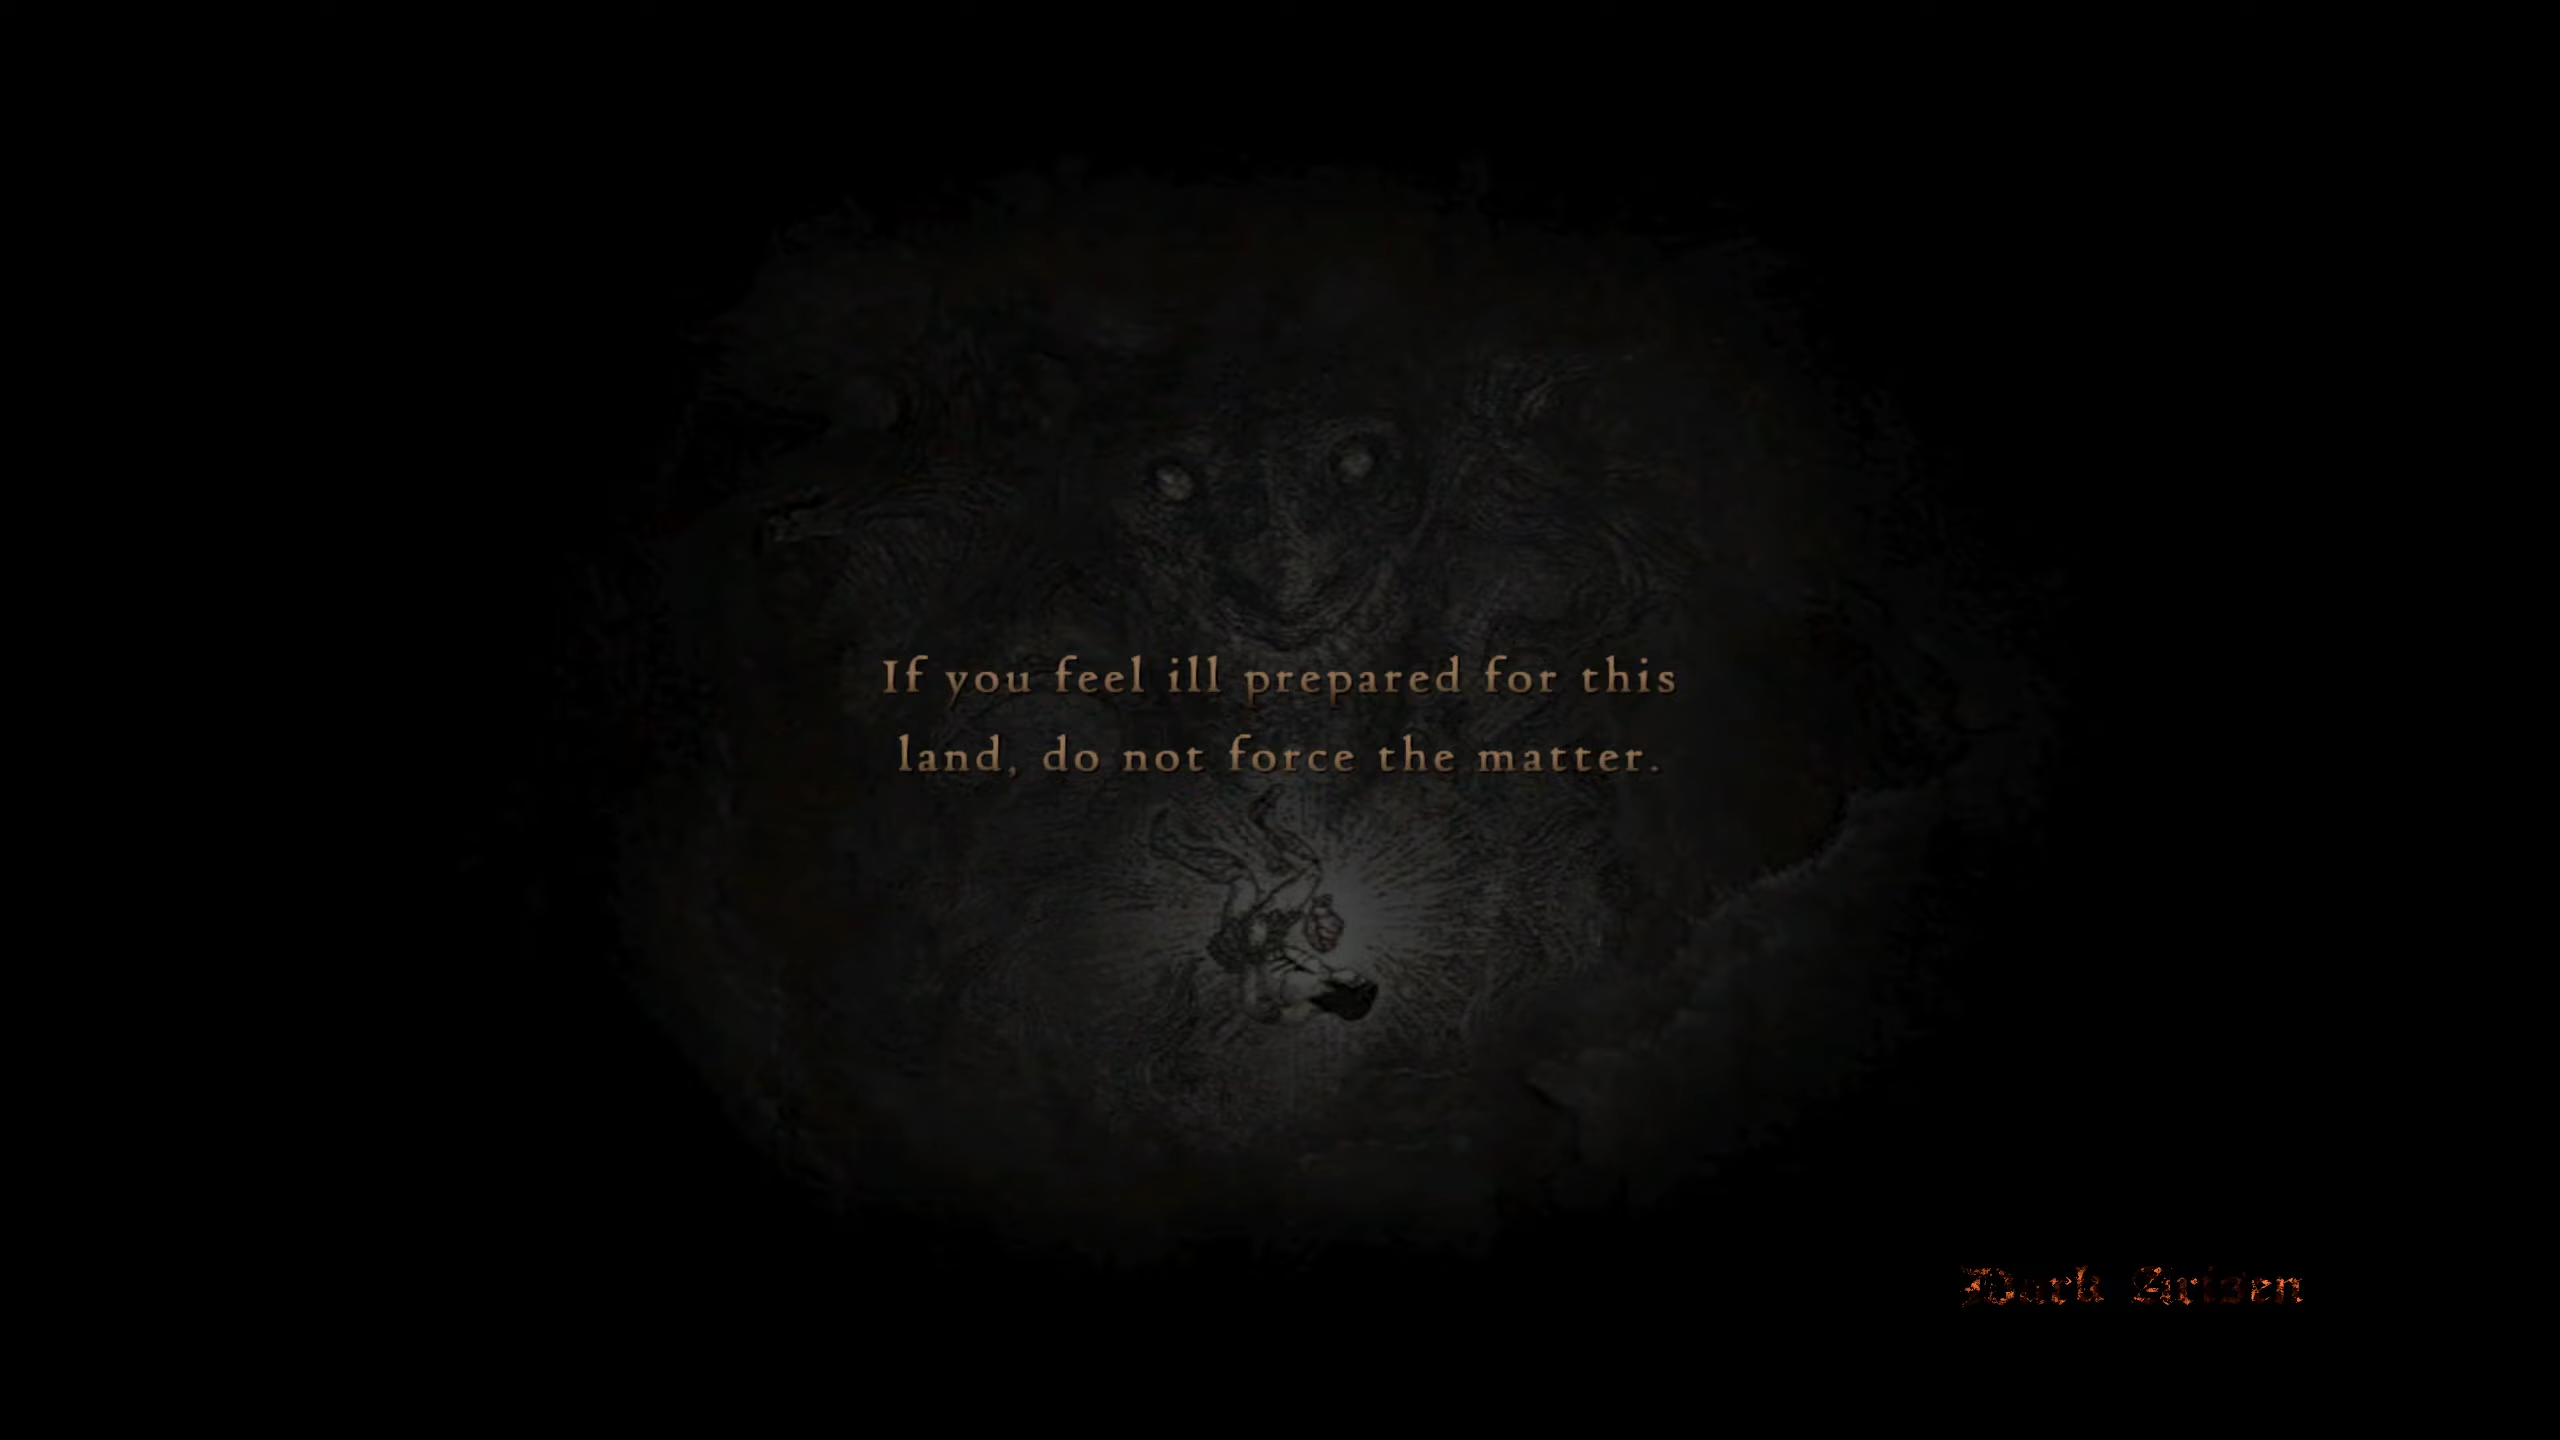 If you feel ill prepared for this
land, do not force the matter.
Dark Arisen